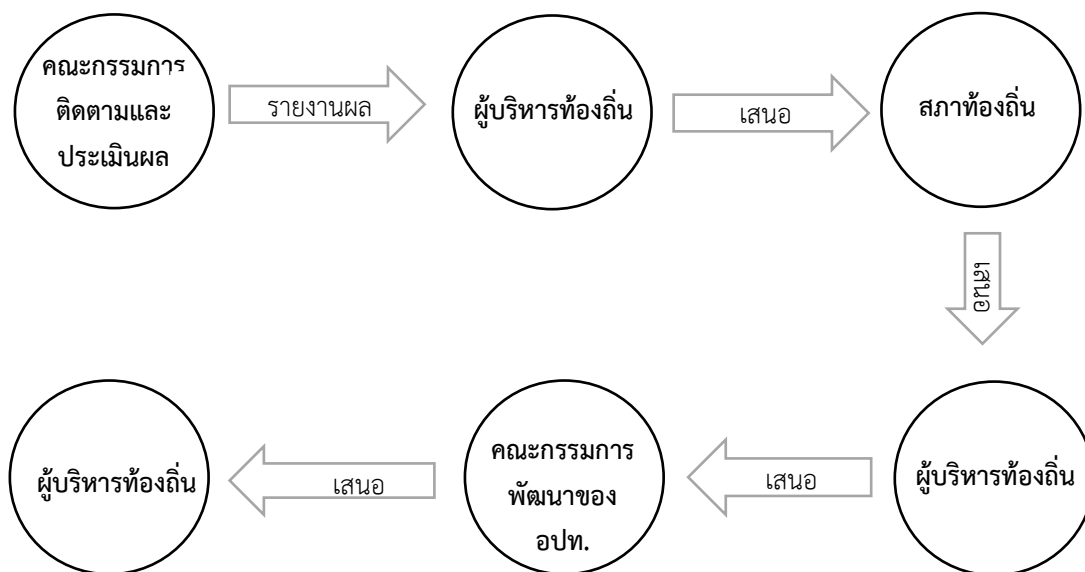 คณะกรรมการ
ติดตามและ
ประเมินผล
รายงานผล
ผู้บริหารท้องถิ่น
เสนอ
สภาท้องถิ่น
เสนอ
ผู้บริหารท้องถิ่น
เสนอ
คณะกรรมการ
พัฒนาของ
อปท.
เสนอ
ผู้บริหารท้องถิ่น